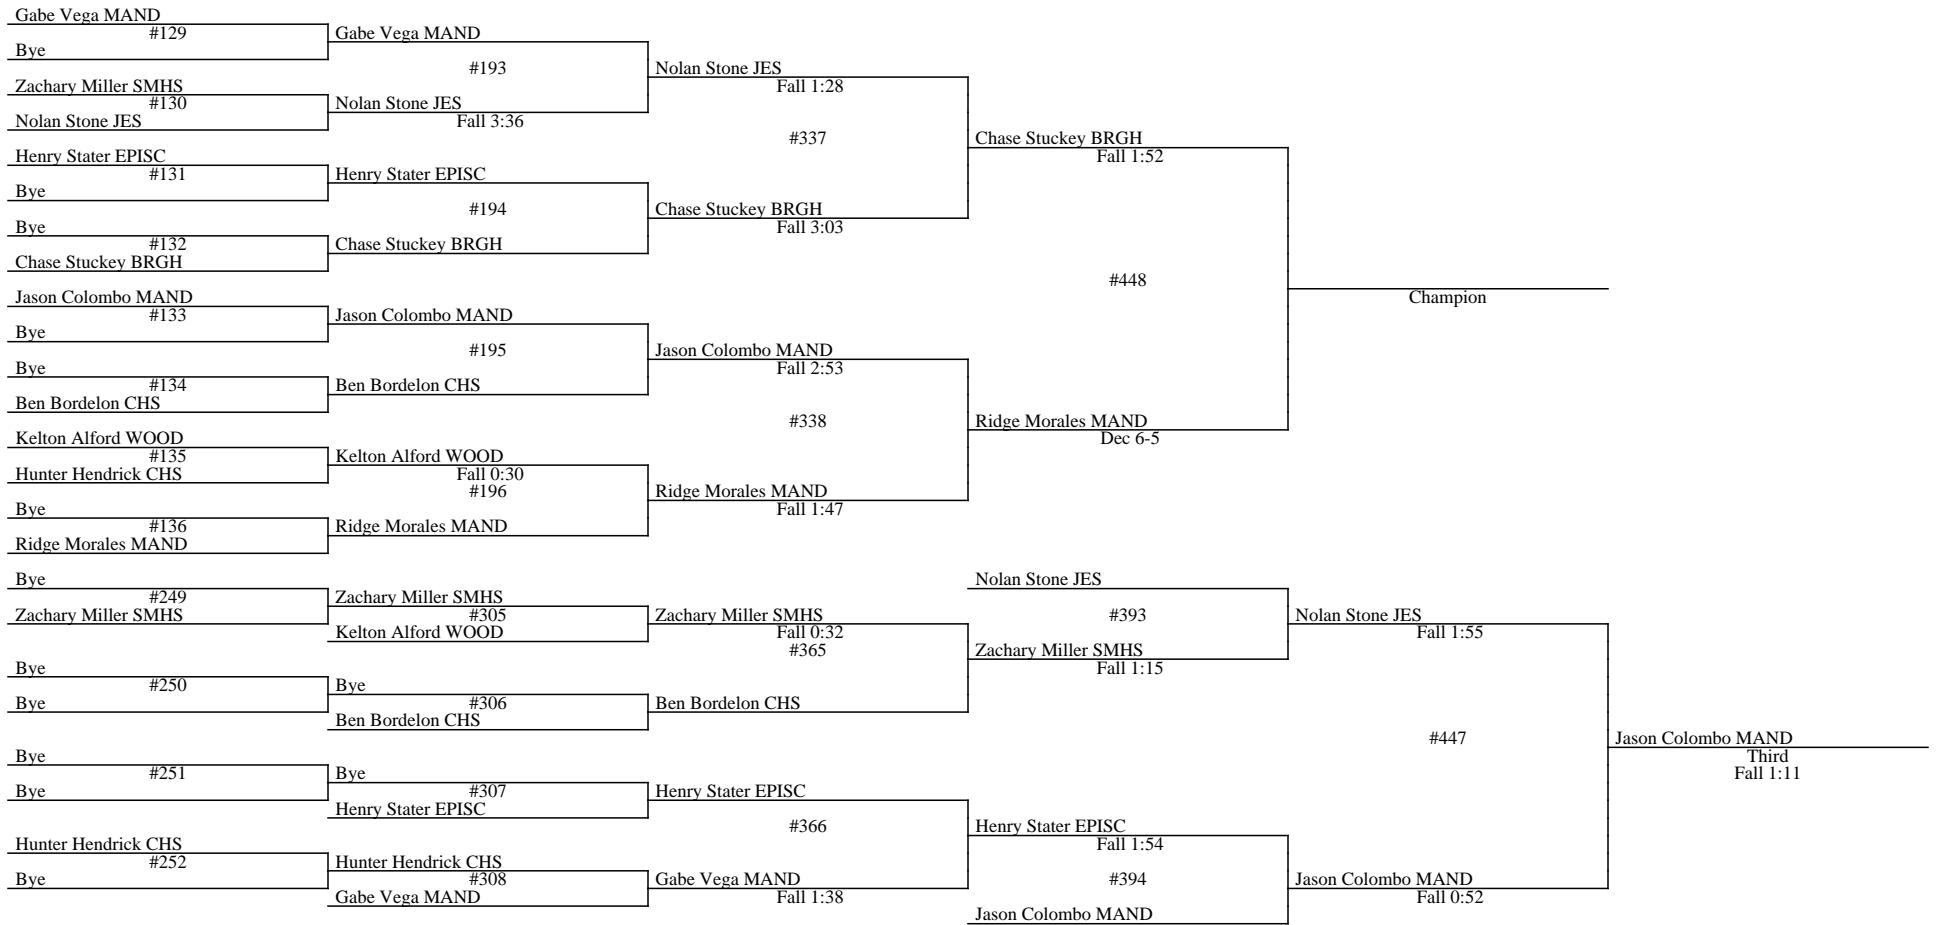 Gabe Vega MAND
#129
Bye
Gabe Vega MAND
#193
Zachary Miller SMHS
#130
Nolan Stone JES
Nolan Stone JES
Fall 3:36
Nolan Stone JES
Fall 1:28
#337
Henry Stater EPISC
#131
Bye
Henry Stater EPISC
#194
Bye
#132
Chase Stuckey BRGH
Chase Stuckey BRGH
Chase Stuckey BRGH
Fall 3:03
Chase Stuckey BRGH
Fall 1:52
#448
Champion
Jason Colombo MAND
#133
Bye
Jason Colombo MAND
#195
Bye
#134
Ben Bordelon CHS
Ben Bordelon CHS
Jason Colombo MAND
Fall 2:53
#338
Kelton Alford WOOD
#135
Hunter Hendrick CHS
Kelton Alford WOOD
Fall 0:30
#196
Bye
#136
Ridge Morales MAND
Ridge Morales MAND
Ridge Morales MAND
Fall 1:47
Ridge Morales MAND
Dec 6-5
Bye
#249
Zachary Miller SMHS
Zachary Miller SMHS
#305
Kelton Alford WOOD
Zachary Miller SMHS
Fall 0:32
#365
Bye
#250
Bye
Bye
#306
Ben Bordelon CHS
Ben Bordelon CHS
Nolan Stone JES
#393
Zachary Miller SMHS
Fall 1:15
Nolan Stone JES
Fall 1:55
#447
Bye
#251
Bye
Bye
#307
Henry Stater EPISC
Henry Stater EPISC
#366
Hunter Hendrick CHS
#252
Bye
Hunter Hendrick CHS
#308
Gabe Vega MAND
Gabe Vega MAND
Fall 1:38
Henry Stater EPISC
Fall 1:54
#394
Jason Colombo MAND
Jason Colombo MAND
Fall 0:52
Jason Colombo MAND
Third
Fall 1:11